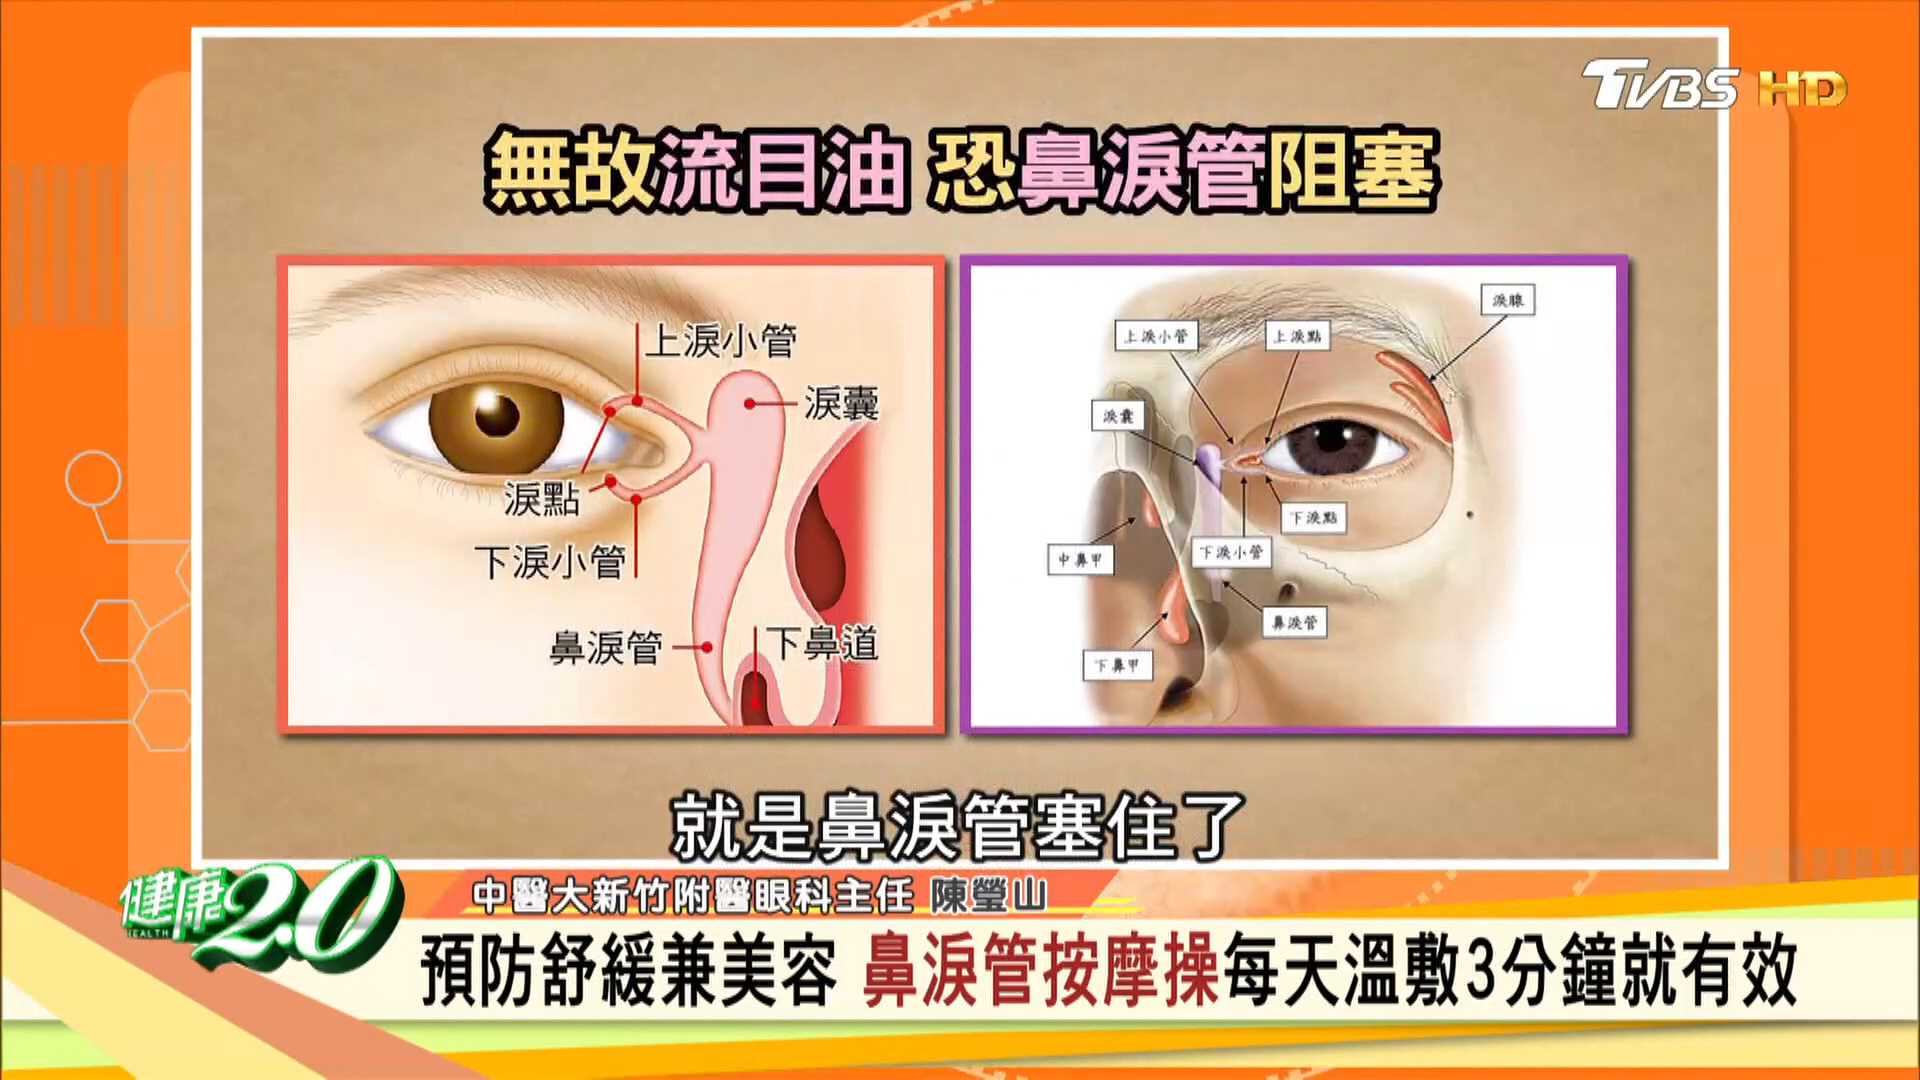 TVBS HD
無故流目油 恐鼻淚管阻塞
上淚小管
淚囊
淚點
下淚小管
鼻淚管
下鼻道
淚腺
上淚小管
上淚點
淚囊
下淚點
中鼻甲
下淚小管
鼻淚管
下鼻甲
就是鼻淚管塞住了
健康2.0
HEALTH
中醫大新竹附醫眼科主任 陳瑩山
預防舒緩兼美容 鼻淚管按摩操每天溫敷3分鐘就有效